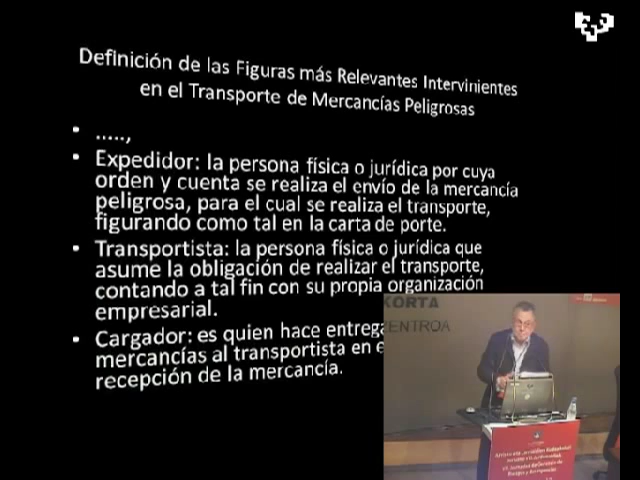 Definición de las Figuras más Relevantes Intervinientes
en el Transporte de Mercancías Peligrosas
• .....,
• Expedidor: la persona física o jurídica por cuya
orden y cuenta se realiza el envío de la mercancía
peligrosa, para el cual se realiza el transporte,
figurando como tal en la carta de porte.
• Transportista: la persona física o jurídica que
asume la obligación de realizar el transporte,
contando a tal fin con su propia organización
empresarial.
• Cargador: es quien hace entrega
mercancías al transportista en e
recepción de la mercancía.
KORTA
ZENTROA